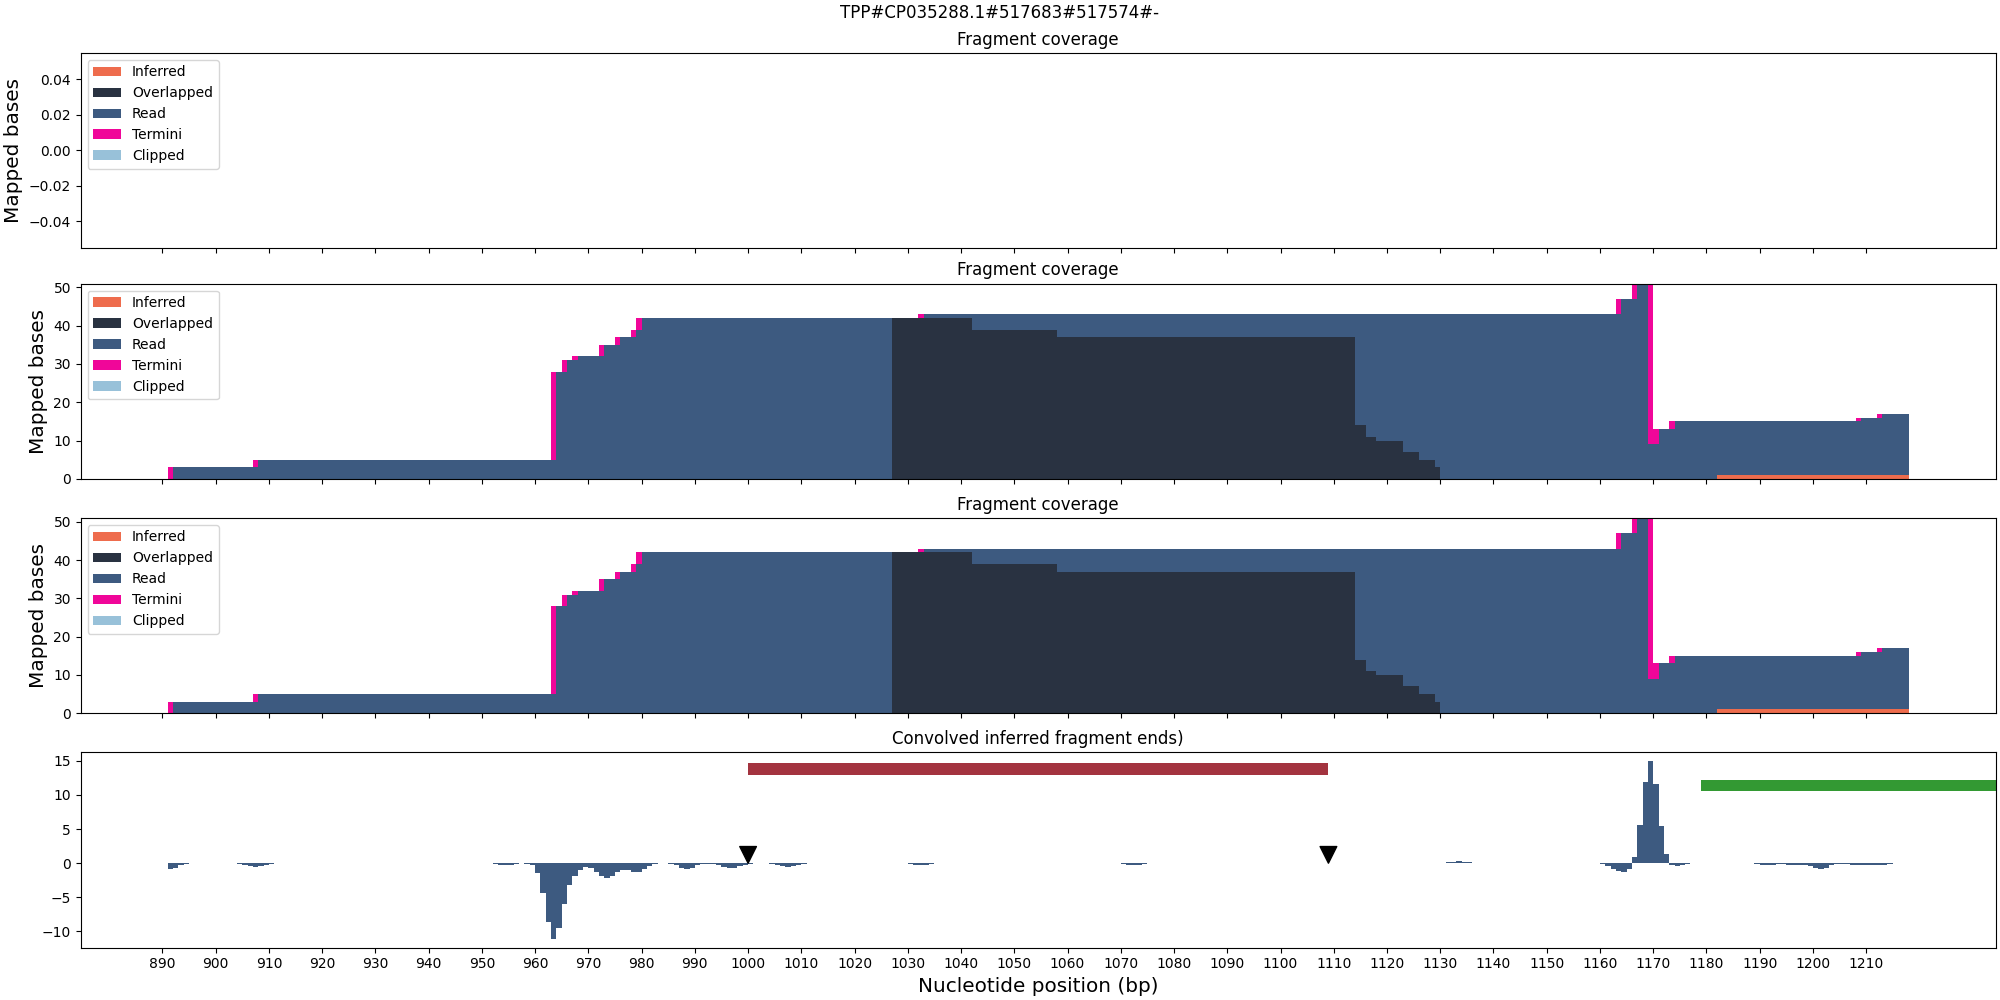 TPP#CP035288.1#517683#517574#-
Fragment coverage
Mapped bases
0.04
0.02
0.00
−0.02
−0.04
Inferred
Overlapped
Read
Termini
Clipped
Fragment coverage
Mapped bases
50
40
30
20
10
0
Inferred
Overlapped
Read
Termini
Clipped
Fragment coverage
Mapped bases
50
40
30
20
10
0
Inferred
Overlapped
Read
Termini
Clipped
Convolved inferred fragment ends)
15
10
5
0
−5
−10
890 900 910 920 930 940 950 960 970 980 990 1000 1010 1020 1030 1040 1050 1060 1070 1080 1090 1100 1110 1120 1130 1140 1150 1160 1170 1180 1190 1200 1210
Nucleotide position (bp)